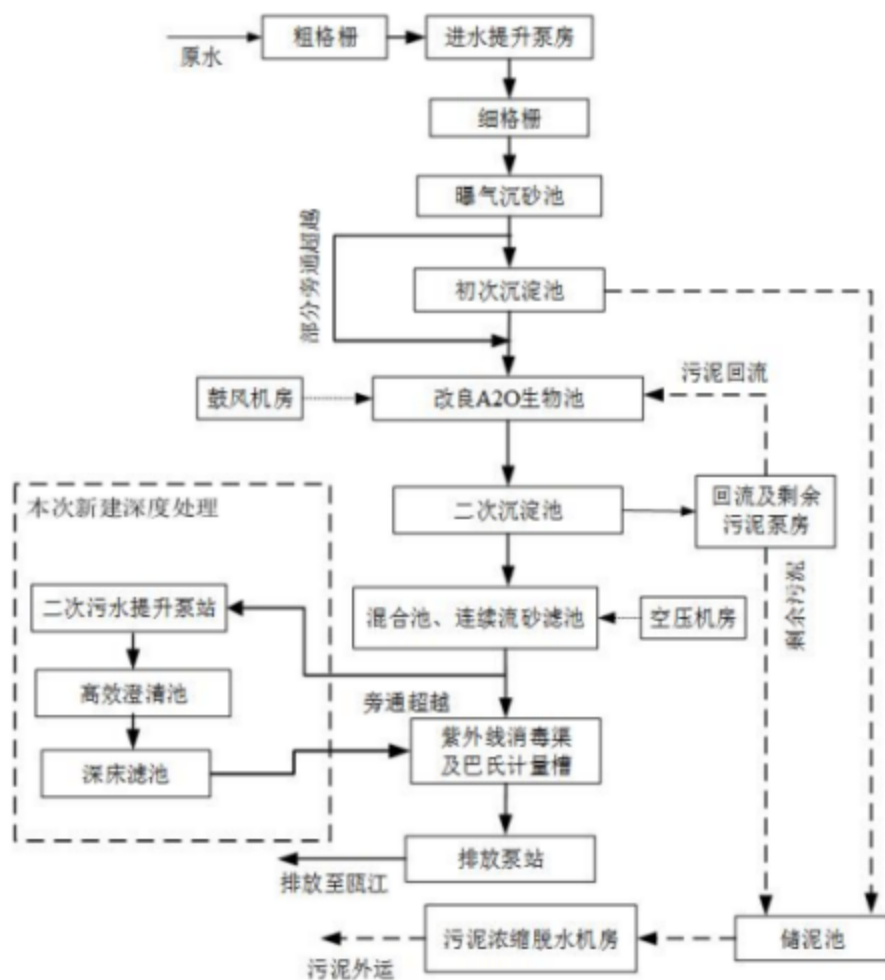 原水
粗格栅
进水提升泵房
细格栅
曝气沉砂池
部分旁通超越
初次沉淀池
污泥回流
鼓风机房
改良A2O生物池
本次新建深度处理
二次沉淀池
回流及剩余
污泥泵房
二次污水提升泵站
混合池、连续流砂滤池
空压机房
剩余污泥
高效澄清池
旁通超越
深床滤池
紫外线消毒渠
及巴氏计量槽
排放泵站
排放至瓯江
污泥浓缩脱水机房
储泥池
污泥外运